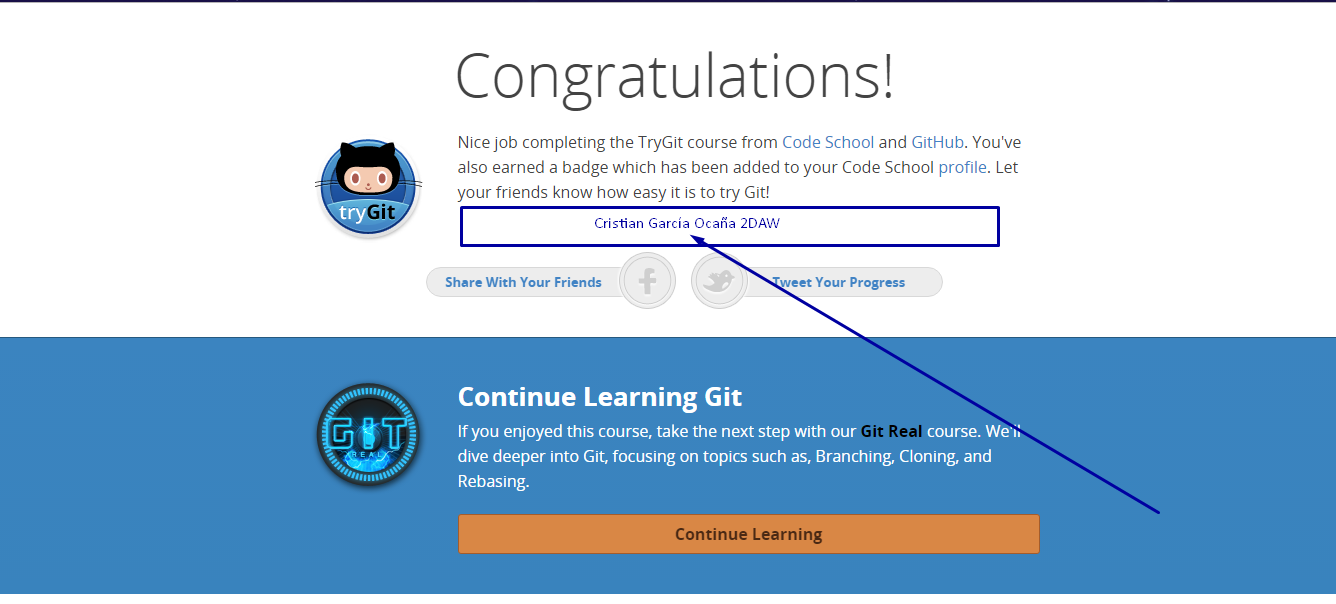 Congratulations!
Nice job completing the TryGit course from Code School and GitHub. You've
also earned a badge which has been added to your Code School profile. Let
your friends know how easy it is to try Git!
tryGit
Cristian García Ocaña 2DAW
Share With Your Friends
Tweet Your Progress
Continue Learning Git
If you enjoyed this course, take the next step with our Git Real course. We'll
dive deeper into Git, focusing on topics such as, Branching, Cloning, and
Rebasing.
GIT
REAL
Continue Learning